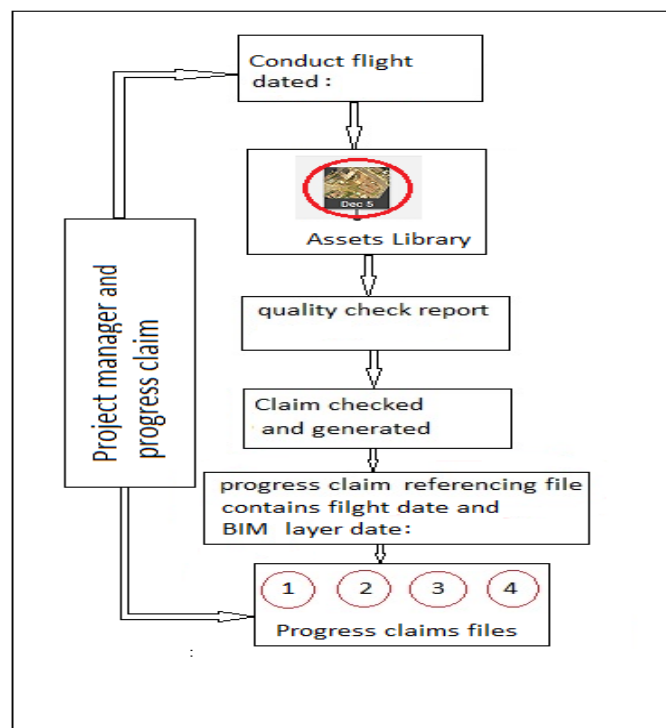 Conduct flight
dated :
Dec 5
Assets Library
quality check report
Claim checked
and generated
progress claim referencing file
contains filght date and
BIM layer date:
1 2 3 4
Progress claims files
:
Project manager and
progress claim